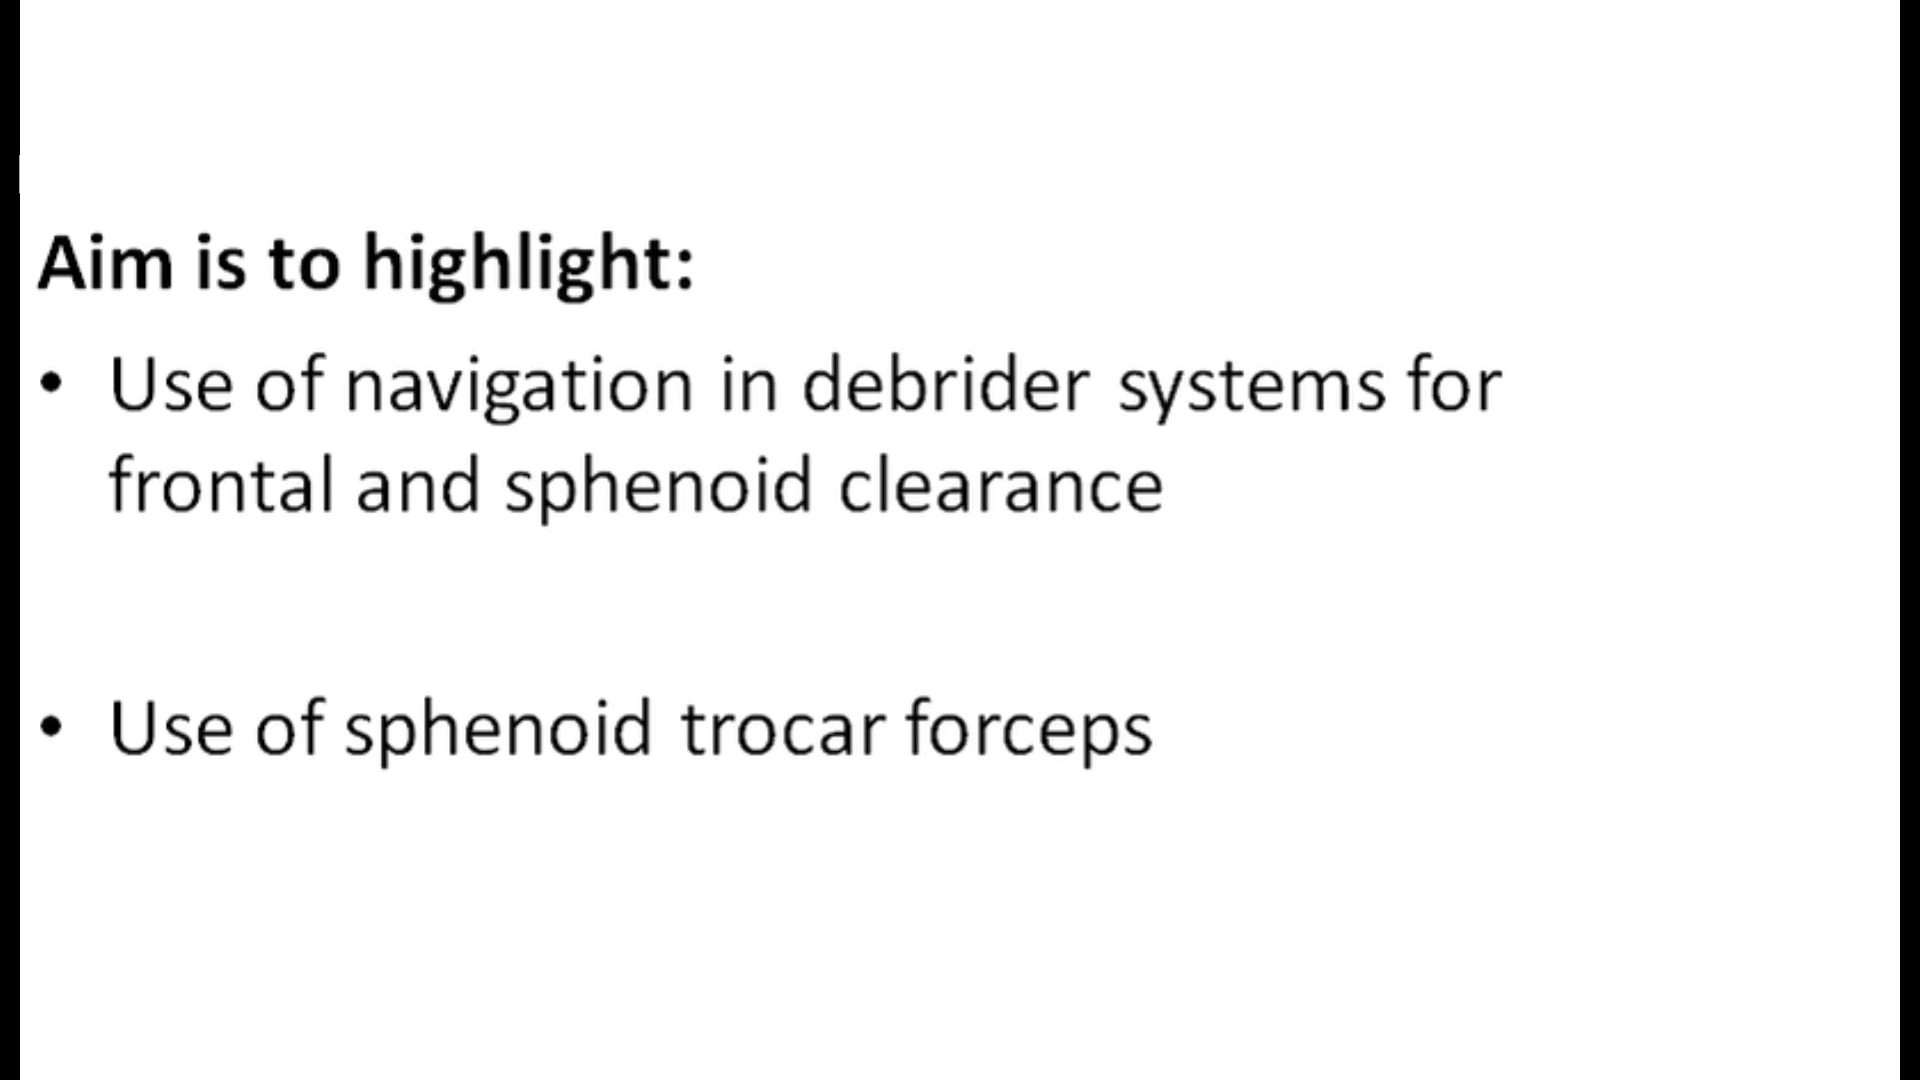 Aim is to highlight:
• Use of navigation in debrider systems for
frontal and sphenoid clearance
• Use of sphenoid trocar forceps